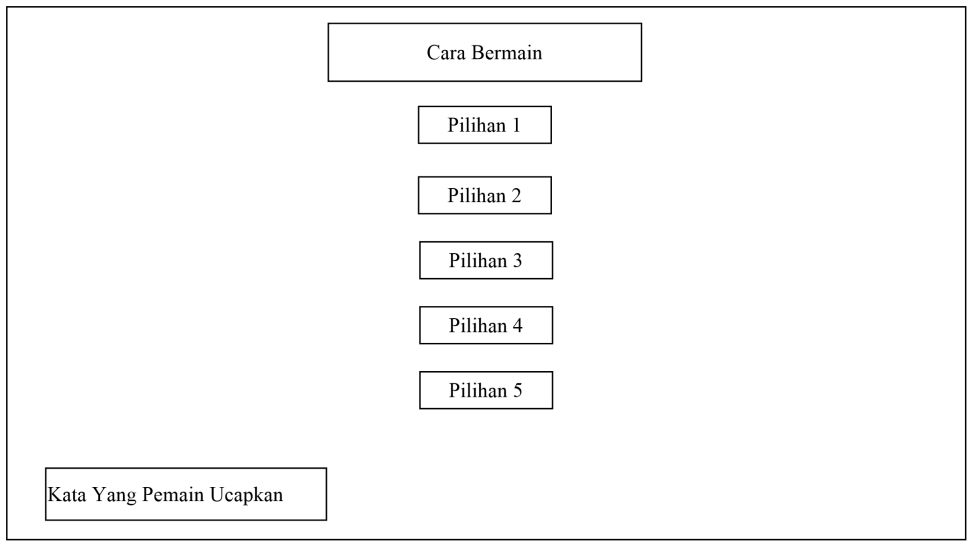 Cara Bermain
Pilihan 1
Pilihan 2
Pilihan 3
Pilihan 4
Pilihan 5
Kata Yang Pemain Ucapkan